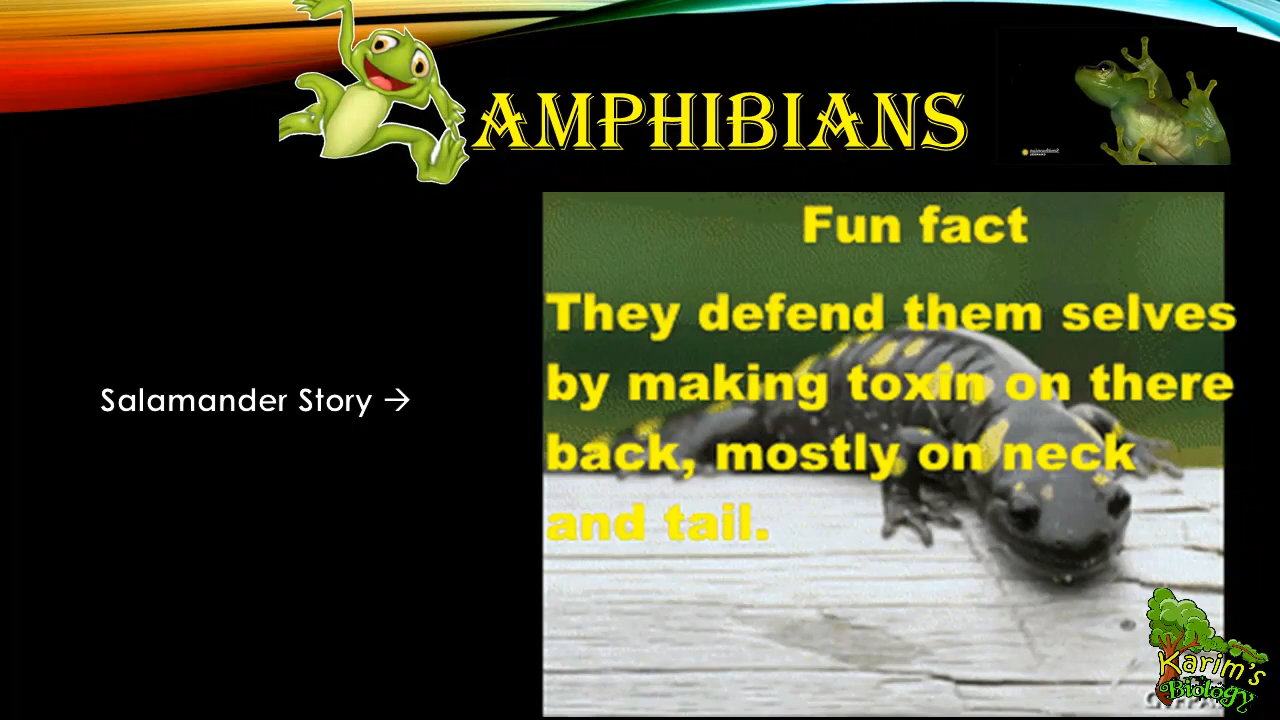 AMPHIBIANS
Fun fact
They defend them selves
by making toxin on there
back, mostly on neck
and tail.
Salamander Story →
Karim's
Biology